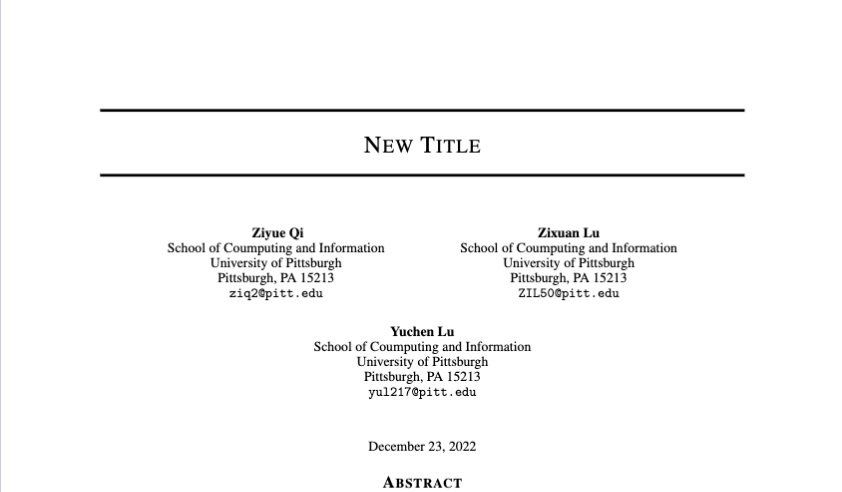 NEW TITLE
Ziyue Qi
School of Coumputing and Information
University of Pittsburgh
Pittsburgh, PA 15213
ziq2@pitt.edu
Zixuan Lu
School of Coumputing and Information
University of Pittsburgh
Pittsburgh, PA 15213
ZIL50@pitt.edu
Yuchen Lu
School of Coumputing and Information
University of Pittsburgh
Pittsburgh, PA 15213
yul217@pitt.edu
December 23, 2022
ABSTRACT